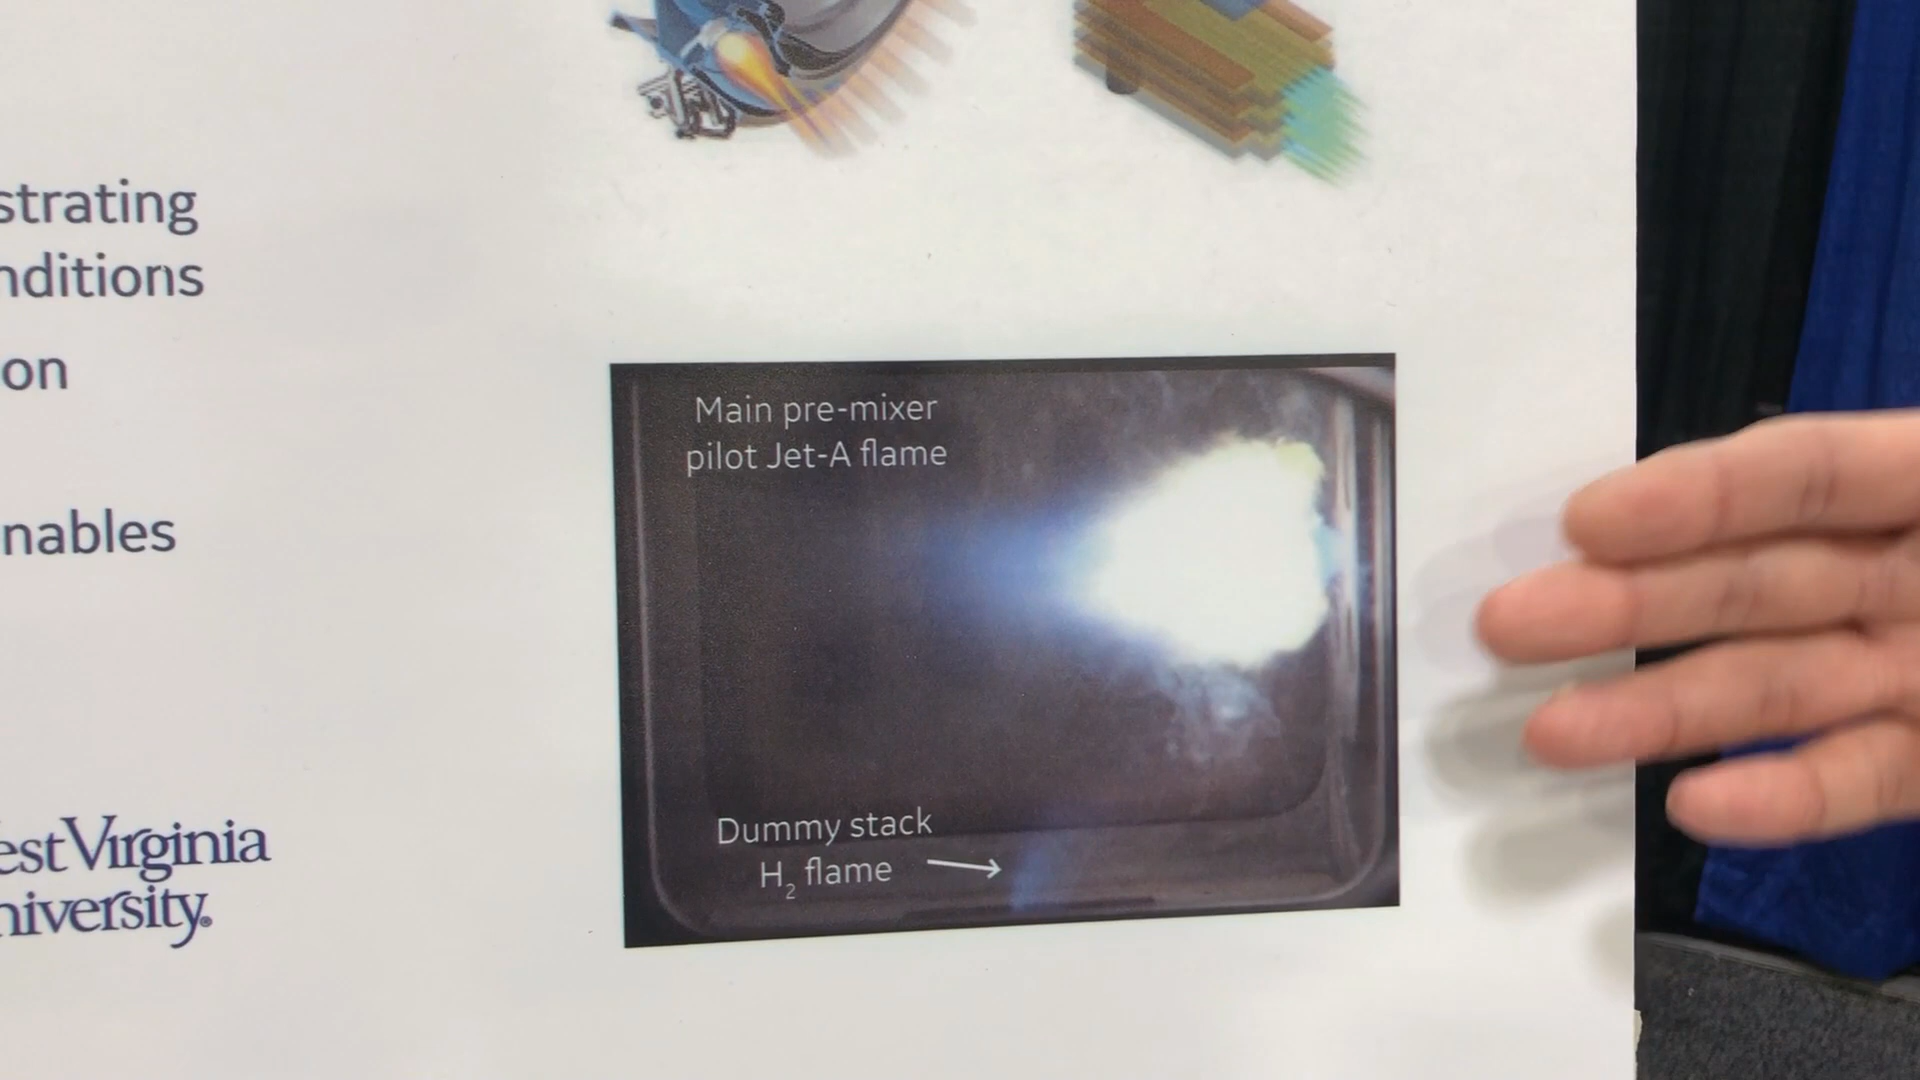 strating
nditions
on
nables
est Virginia
niversity®
Main pre-mixer
pilot Jet-A flame
Dummy stack
H₂ flame